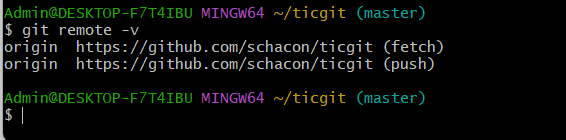 Admin@DESKTOP-F7T4IBU MINGW64 ~/ticgit (master)
$ git remote -v
origin  https://github.com/schacon/ticgit (fetch)
origin  https://github.com/schacon/ticgit (push)
Admin@DESKTOP-F7T4IBU MINGW64 ~/ticgit (master)
$